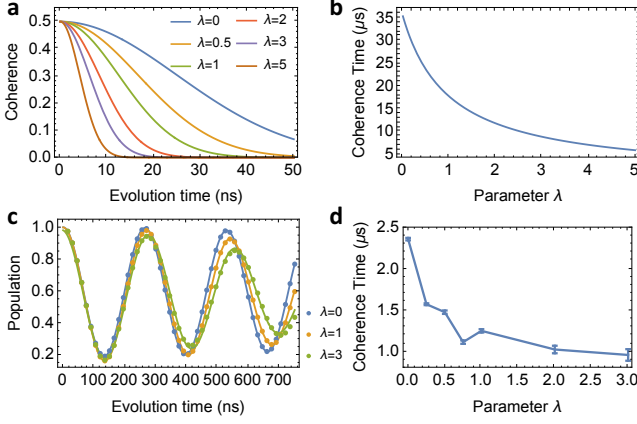 a
λ=0 λ=2
λ=0.5 λ=3
λ=1 λ=5
Coherence
0.5
0.4
0.3
0.2
0.1
0.0
0 10 20 30 40 50
Evolution time (ns)
b
Coherence Time (μs)
35
30
25
20
15
10
5
0 1 2 3 4 5
Parameter λ
c
Population
1.0
0.8
0.6
0.4
0.2
0 100 200 300 400 500 600 700
Evolution time (ns)
λ=0
λ=1
λ=3
d
Coherence Time (μs)
2.5
2.0
1.5
1.0
0.0 0.5 1.0 1.5 2.0 2.5 3.0
Parameter λ